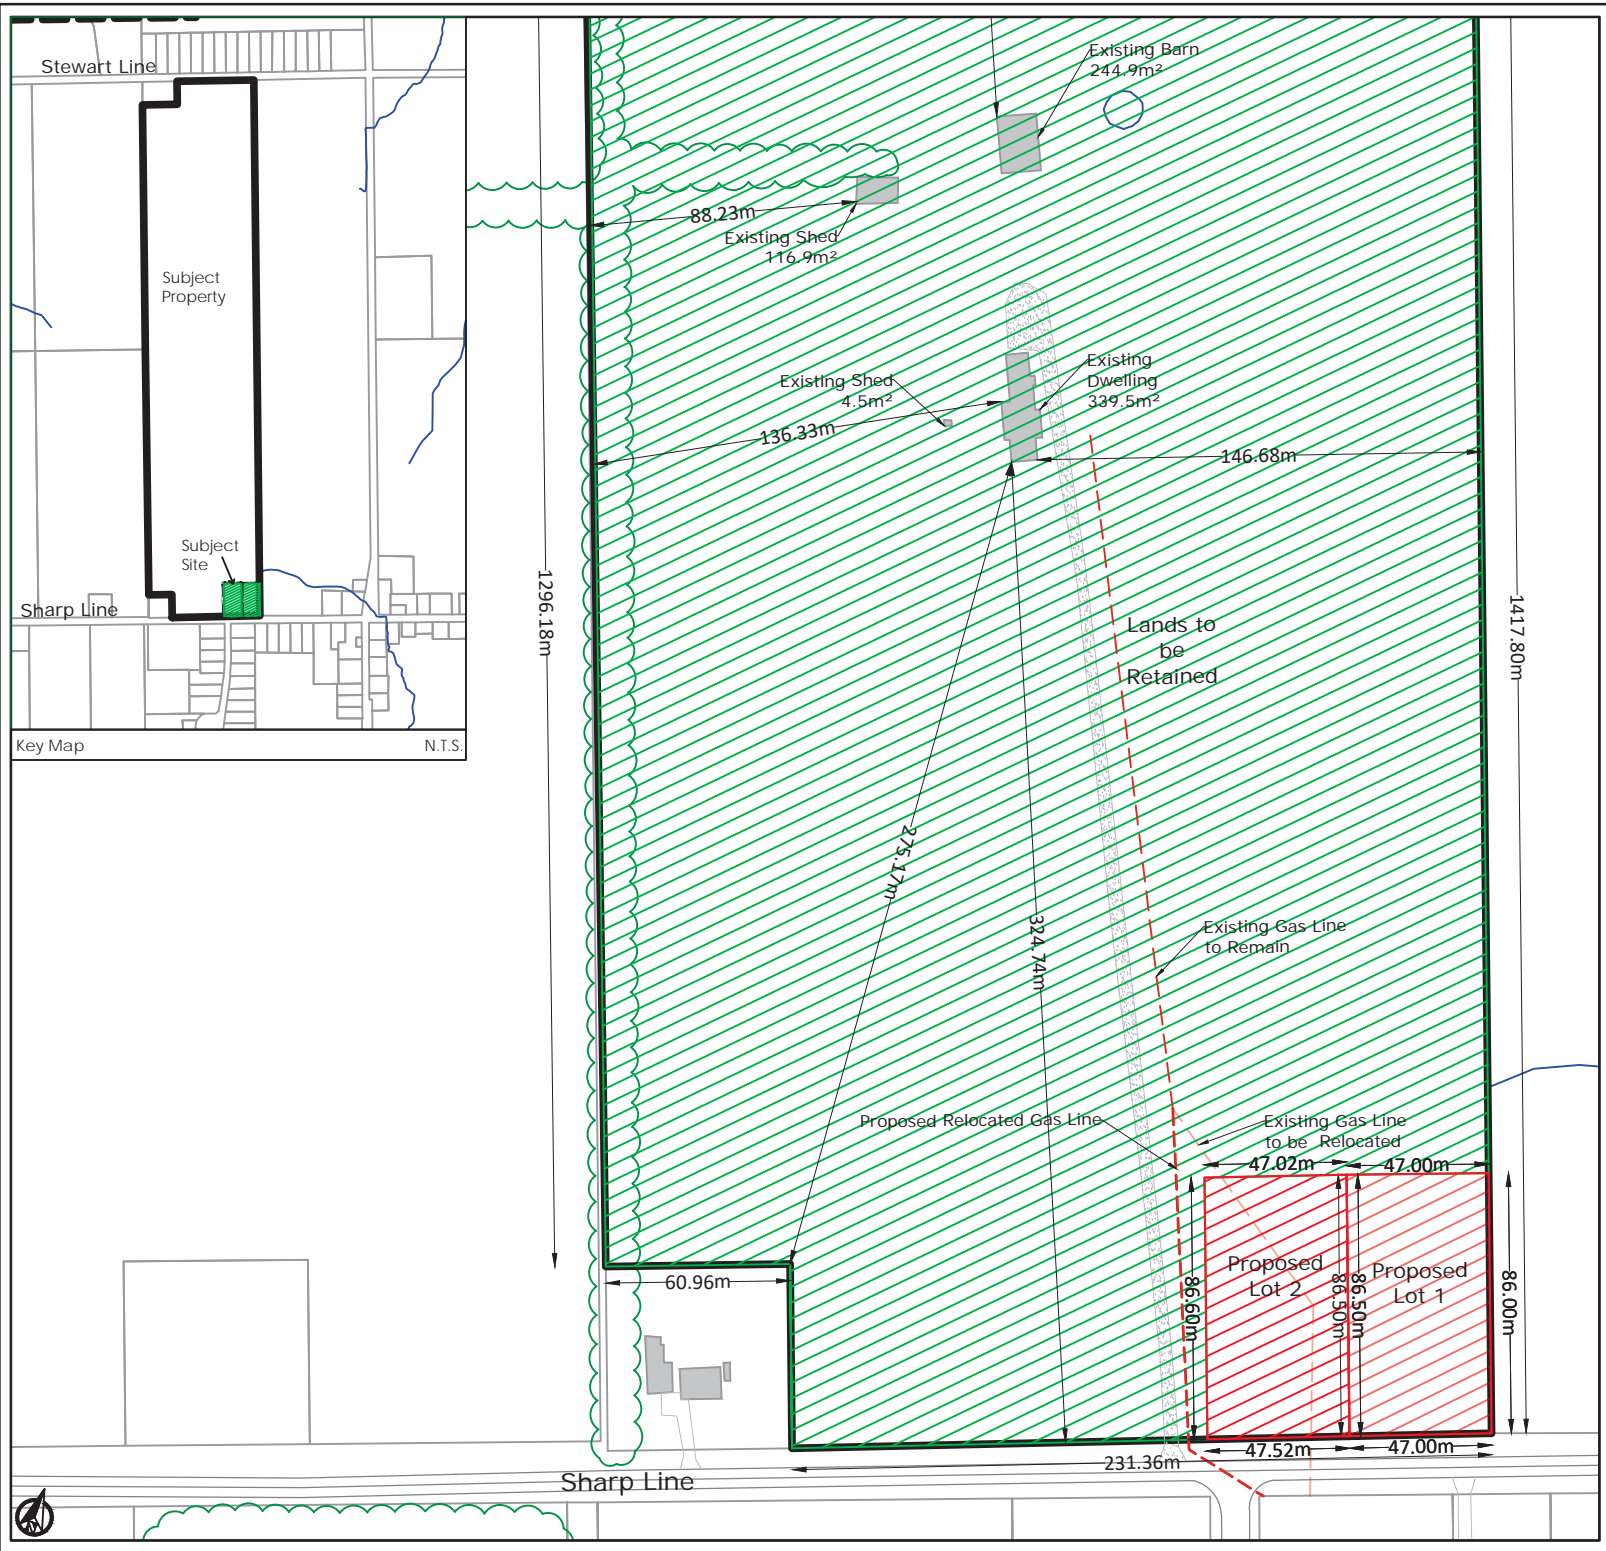 Stewart Line
Subject
Property
Subject
Site
Sharp Line
Key Map
N.T.S.
Existing Barn
244.9m²
88.23m
Existing Shed
116.9m²
Existing Shed
4.5m²
136.33m
Existing
Dwelling
339.5m²
146.68m
1296.18m
1417.80m
Lands to
be
Retained
275.17m
324.74m
Existing Gas Line
to Remain
Proposed Relocated Gas Line
Existing Gas Line
to be Relocated
47.02m
47.00m
60.96m
86.60m
Proposed
Lot 2
86.50m
86.50m
Proposed
Lot 1
86.00m
47.52m
47.00m
231.36m
Sharp Line